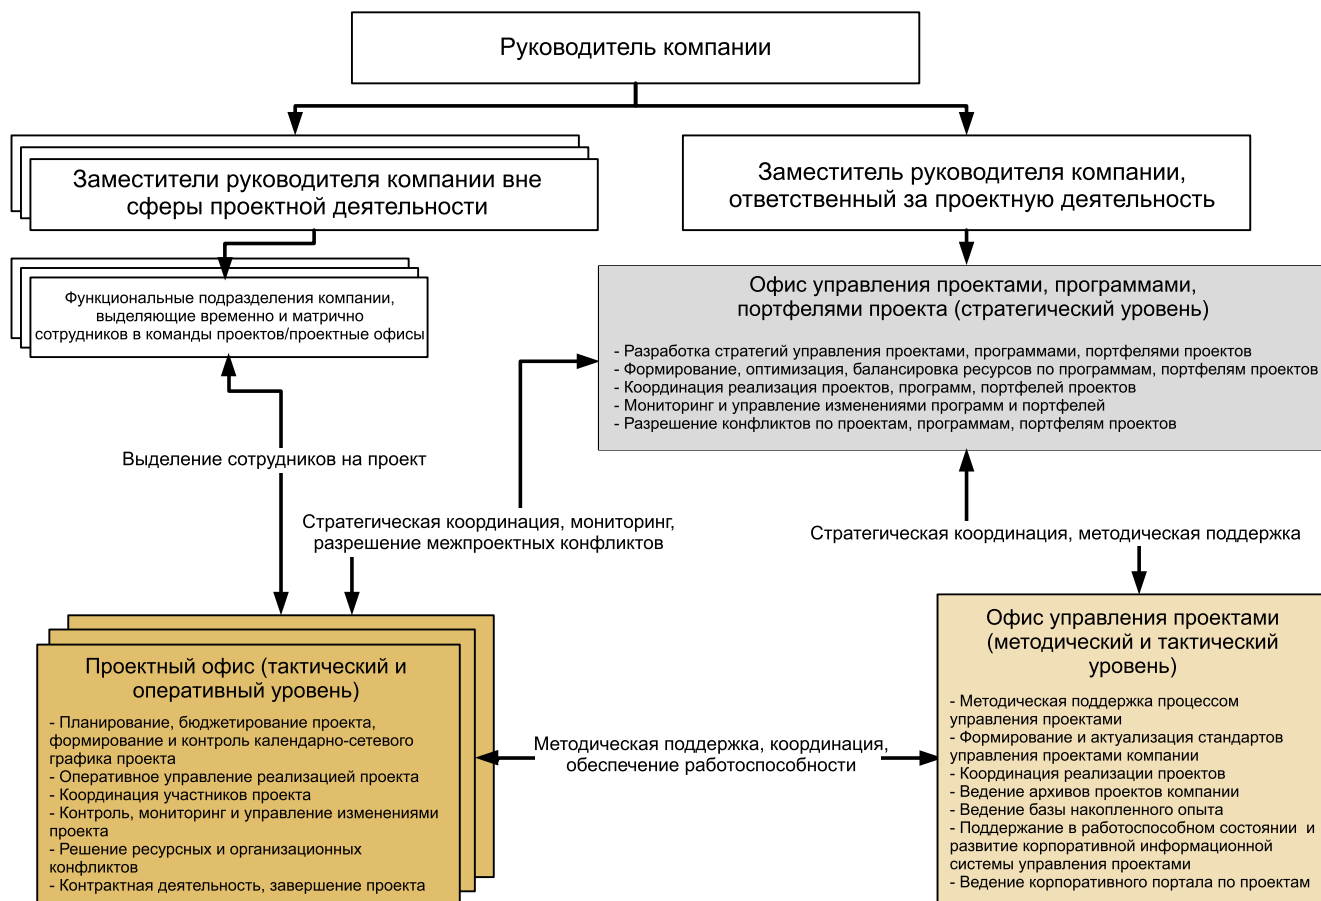 Руководитель компании
Заместители руководителя компании вне
сферы проектной деятельности
Заместитель руководителя компании,
ответственный за проектную деятельность
Функциональные подразделения компании,
выделяющие временно и матрично
сотрудников в команды проектов/проектные офисы
Офис управления проектами, программами,
портфелями проекта (стратегический уровень)
- Разработка стратегий управления проектами, программами, портфелями проектов
- Формирование, оптимизация, балансировка ресурсов по программам, портфелям проектов
- Координация реализация проектов, программ, портфелей проектов
- Мониторинг и управление изменениями программ и портфелей
- Разрешение конфликтов по проектам, программам, портфелям проектов
Выделение сотрудников на проект
Стратегическая координация, мониторинг,
разрешение межпроектных конфликтов
Стратегическая координация, методическая поддержка
Проектный офис (тактический и
оперативный уровень)
- Планирование, бюджетирование проекта,
формирование и контроль календарно-сетевого
графика проекта
- Оперативное управление реализацией проекта
- Координация участников проекта
- Контроль, мониторинг и управление изменениями
проекта
- Решение ресурсных и организационных
конфликтов
- Контрактная деятельность, завершение проекта
Методическая поддержка, координация,
обеспечение работоспособности
Офис управления проектами
(методический и тактический
уровень)
- Методическая поддержка процессом
управления проектами
- Формирование и актуализация стандартов
управления проектами компании
- Координация реализации проектов
- Ведение архивов проектов компании
- Ведение базы накопленного опыта
- Поддержание в работоспособном состоянии  и
развитие корпоративной информационной
системы управления проектами
- Ведение корпоративного портала по проектам